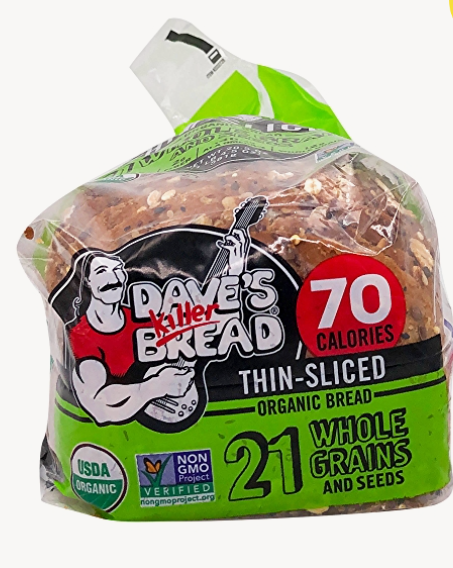 DAVE'S
killer
BREAD®
70
CALORIES
THIN-SLICED
ORGANIC BREAD
21 WHOLE
GRAINS
AND SEEDS
USDA
ORGANIC
NON
GMO
Project
VERIFIED
nongmoproject.org